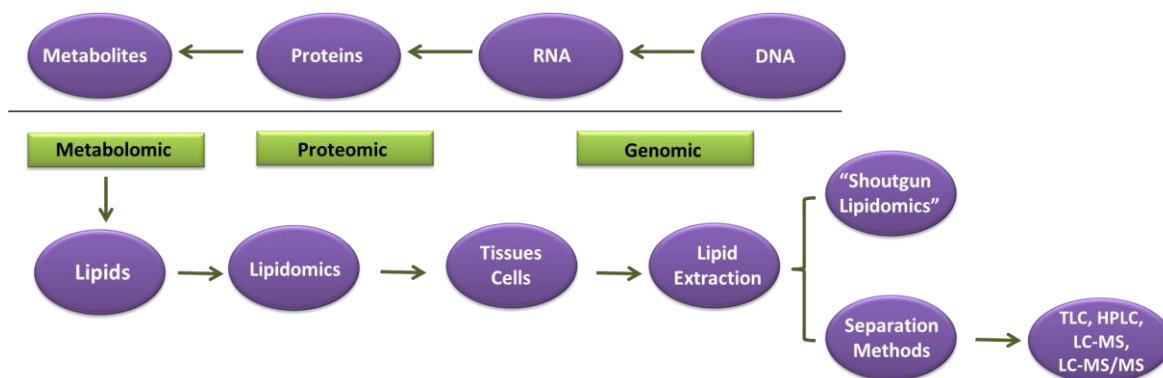 Metabolites
Proteins
RNA
DNA
Metabolomic
Proteomic
Genomic
“Shoutgun
Lipidomics”
Lipids
Lipidomics
Tissues
Cells
Lipid
Extraction
Separation
Methods
TLC, HPLC,
LC-MS,
LC-MS/MS